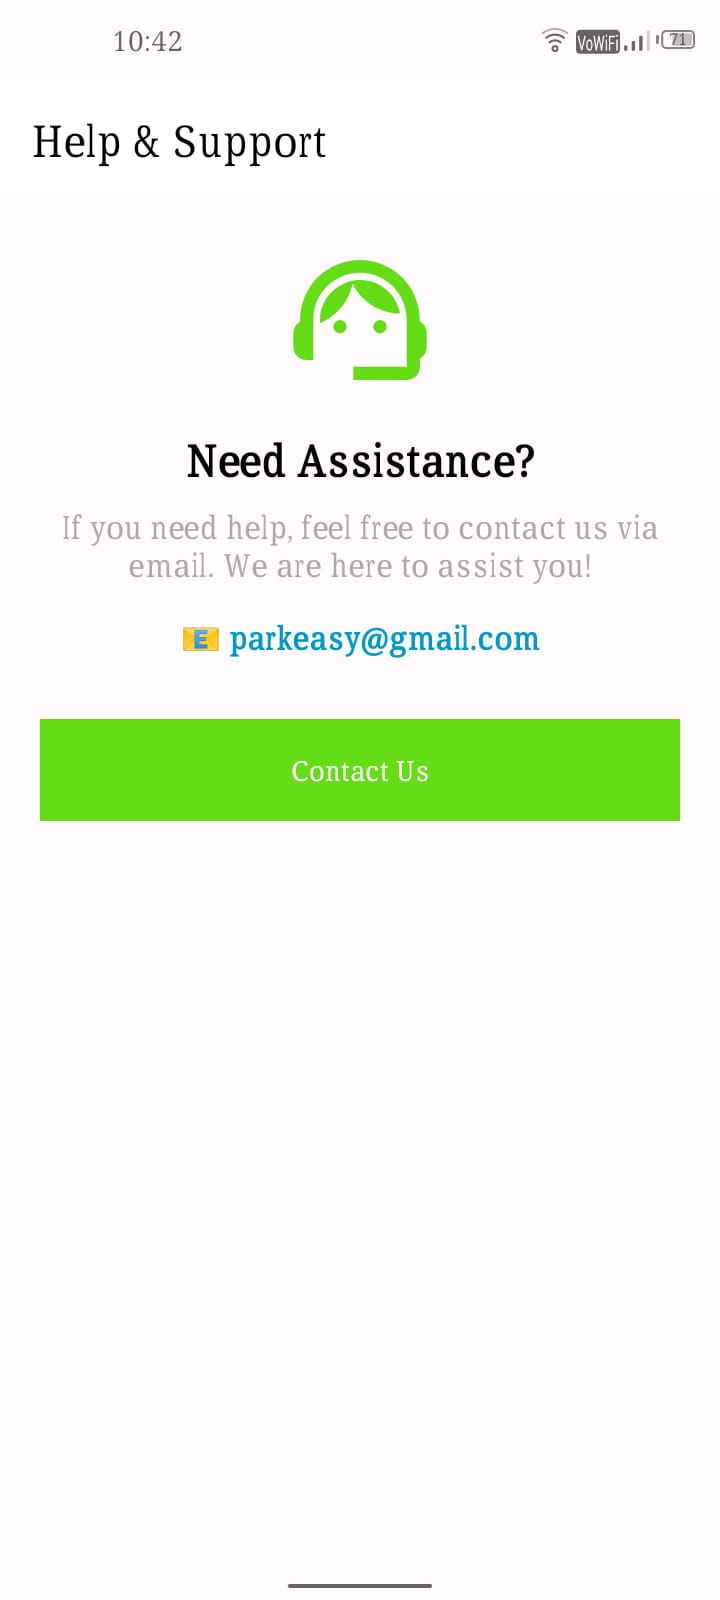 10:42
VoWiFi
71
Help & Support
Need Assistance?
If you need help, feel free to contact us via
email. We are here to assist you!
📧 parkeasy@gmail.com
Contact Us